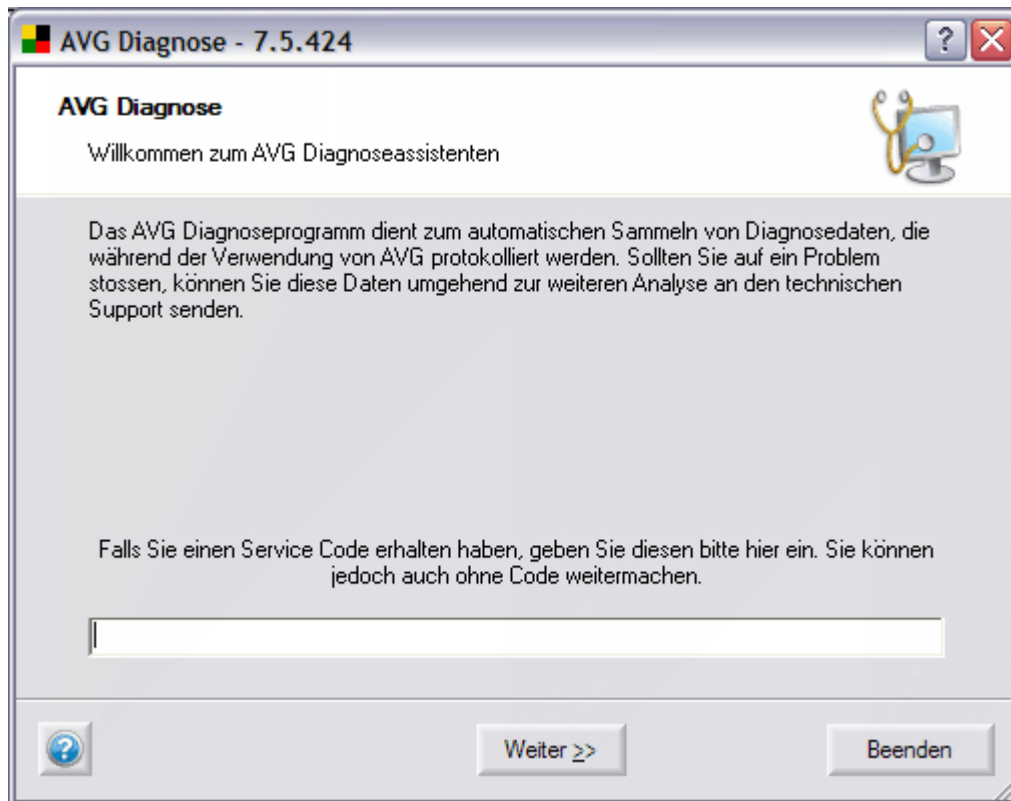 AVG Diagnose - 7.5.424
AVG Diagnose
Willkommen zum AVG Diagnoseassistenten
Das AVG Diagnoseprogramm dient zum automatischen Sammeln von Diagnosedaten, die
während der Verwendung von AVG protokolliert werden. Sollten Sie auf ein Problem
stossen, können Sie diese Daten umgehend zur weiteren Analyse an den technischen
Support senden.
Falls Sie einen Service Code erhalten haben, geben Sie diesen bitte hier ein. Sie können
jedoch auch ohne Code weitermachen.
Weiter >>
Beenden